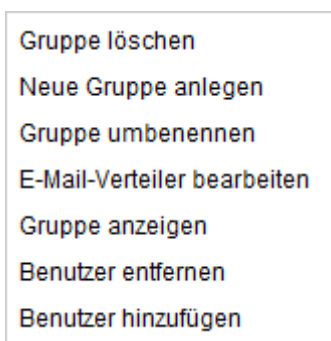 Gruppe löschen
Neue Gruppe anlegen
Gruppe umbenennen
E-Mail-Verteiler bearbeiten
Gruppe anzeigen
Benutzer entfernen
Benutzer hinzufügen